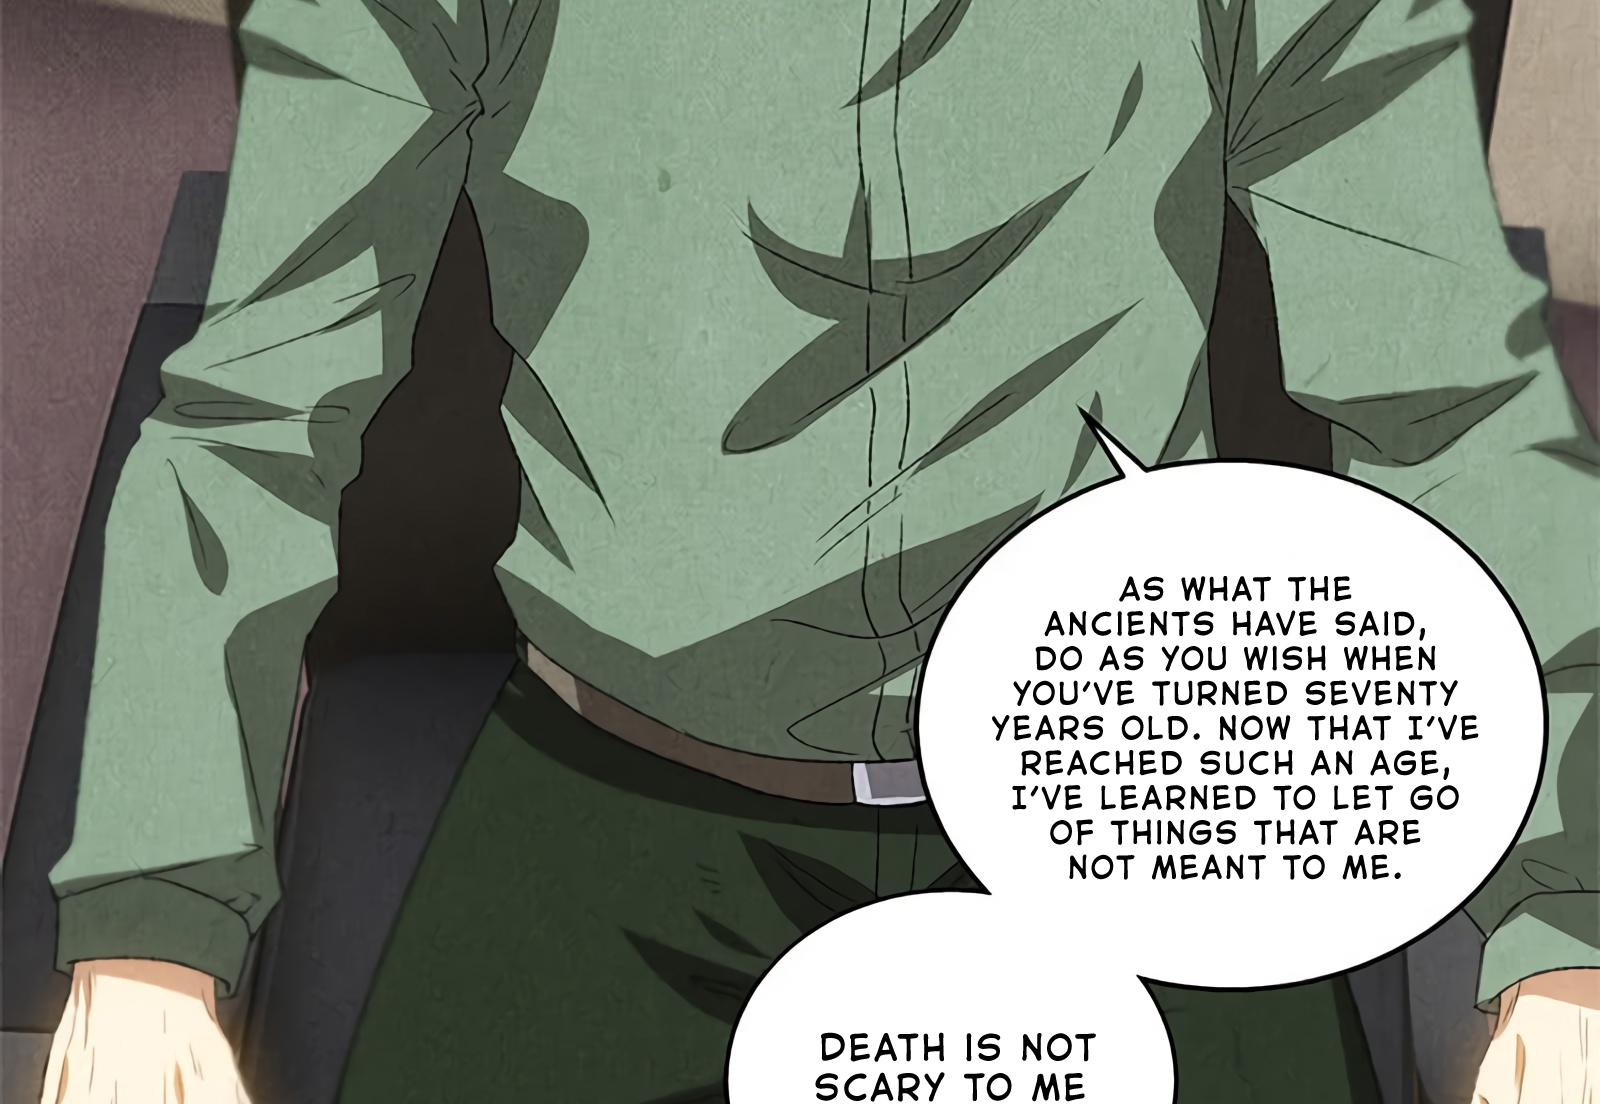 AS WHAT THE
ANCIENTS HAVE SAID,
DO AS YOU WISH WHEN
YOU'VE TURNED SEVENTY
YEARS OLD. NOW THAT I'VE
REACHED SUCH AN AGE,
I'VE LEARNED TO LET GO
OF THINGS THAT ARE
NOT MEANT TO ME.
DEATH IS NOT
SCARY TO ME